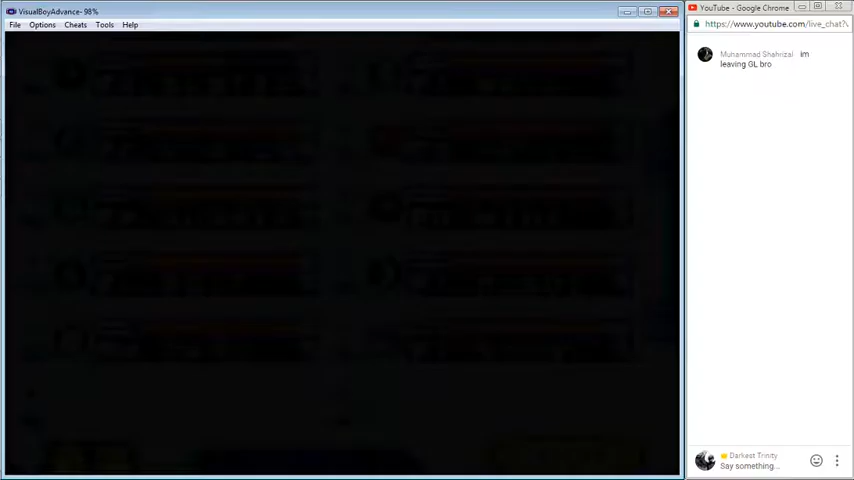 VisualBoyAdvance- 98%
File Options Cheats Tools Help
YouTube - Google Chrome
https://www.youtube.com/live_chat?v
Muhammad Shahrizal im
leaving GL bro
Darkest Trinity
Say something...